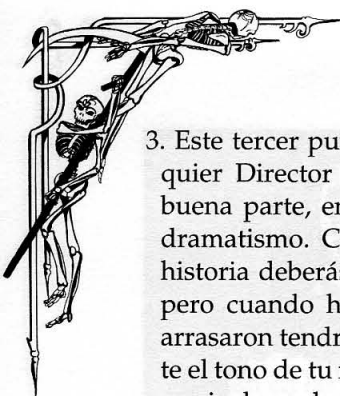 3. Este tercer pu
quier Director
buena parte, en
dramatismo. C
historia deberá
pero cuando h
arrasaron tendr
te el tono de tu